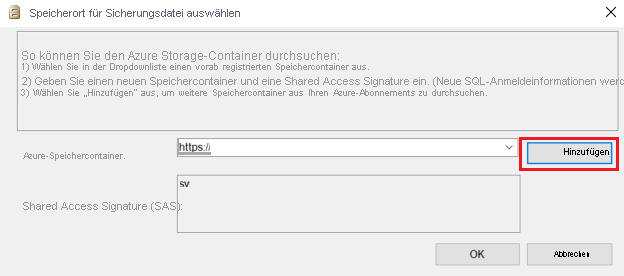 Speicherort für Sicherungsdatei auswählen
So können Sie den Azure Storage-Container durchsuchen:
1) Wählen Sie in der Dropdownliste einen vorab registrierten Speichercontainer aus.
2) Geben Sie einen neuen Speichercontainer und eine Shared Access Signature ein. (Neue SQL-Anmeldeinformationen werd
3) Wählen Sie „Hinzufügen" aus, um weitere Speichercontainer aus Ihren Azure-Abonnements zu durchsuchen.
Azure-Speichercontainer.
https://
Hinzufügen
Shared Access Signature (SAS):
sv
OK
Abbrechen